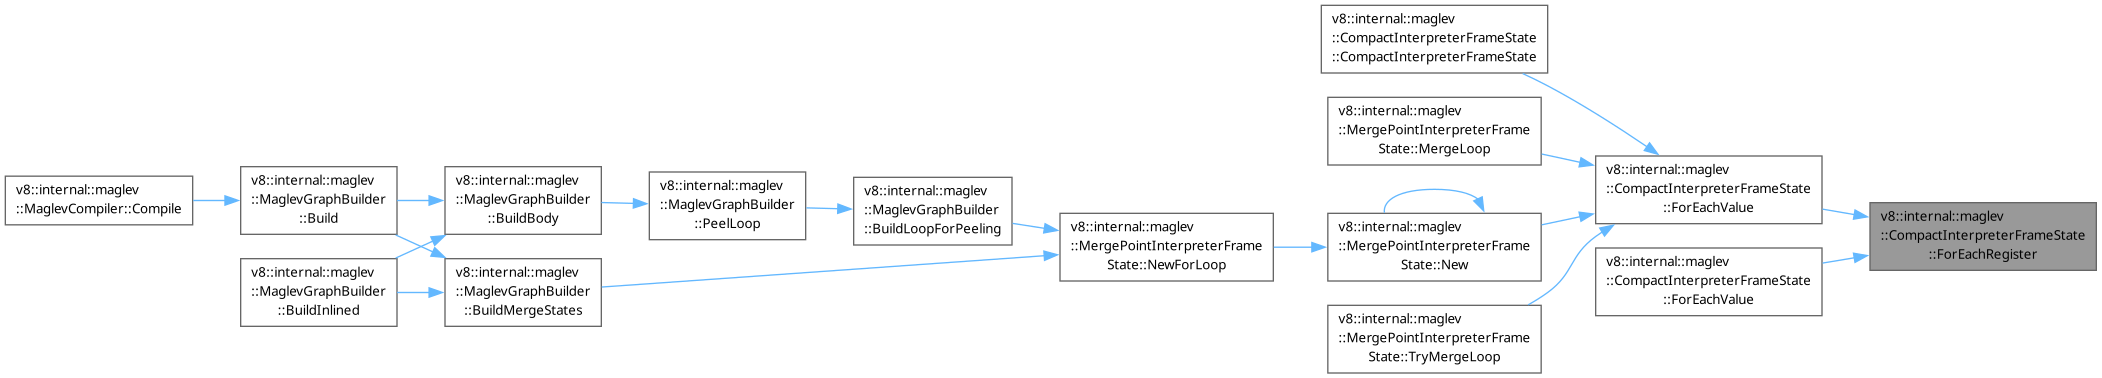 v8::internal::maglev
::MaglevCompiler::Compile
v8::internal::maglev
::MaglevGraphBuilder
::Build
v8::internal::maglev
::MaglevGraphBuilder
::BuildInlined
v8::internal::maglev
::MaglevGraphBuilder
::BuildBody
v8::internal::maglev
::MaglevGraphBuilder
::BuildMergeStates
v8::internal::maglev
::MaglevGraphBuilder
::PeelLoop
v8::internal::maglev
::MaglevGraphBuilder
::BuildLoopForPeeling
v8::internal::maglev
::MergePointInterpreterFrame
State::NewForLoop
v8::internal::maglev
::CompactInterpreterFrameState
::CompactInterpreterFrameState
v8::internal::maglev
::MergePointInterpreterFrame
State::MergeLoop
v8::internal::maglev
::MergePointInterpreterFrame
State::New
v8::internal::maglev
::MergePointInterpreterFrame
State::TryMergeLoop
v8::internal::maglev
::CompactInterpreterFrameState
::ForEachValue
v8::internal::maglev
::CompactInterpreterFrameState
::ForEachValue
v8::internal::maglev
::CompactInterpreterFrameState
::ForEachRegister